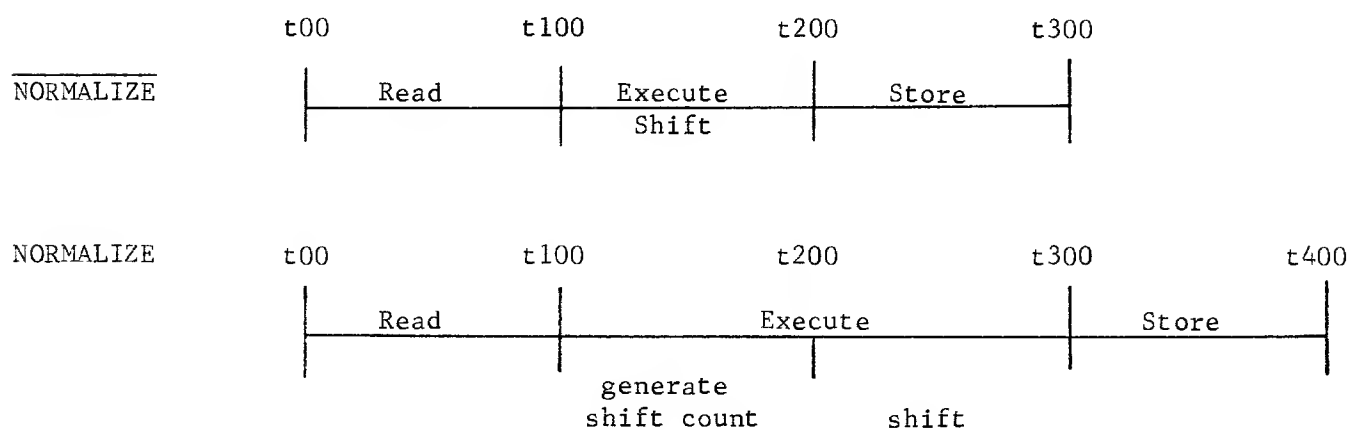 t00 t100 t200 t300
NORMALIZE Read Execute Store
Shift
NORMALIZE t00 t100 t200 t300 t400
Read Execute Store
generate
shift count shift